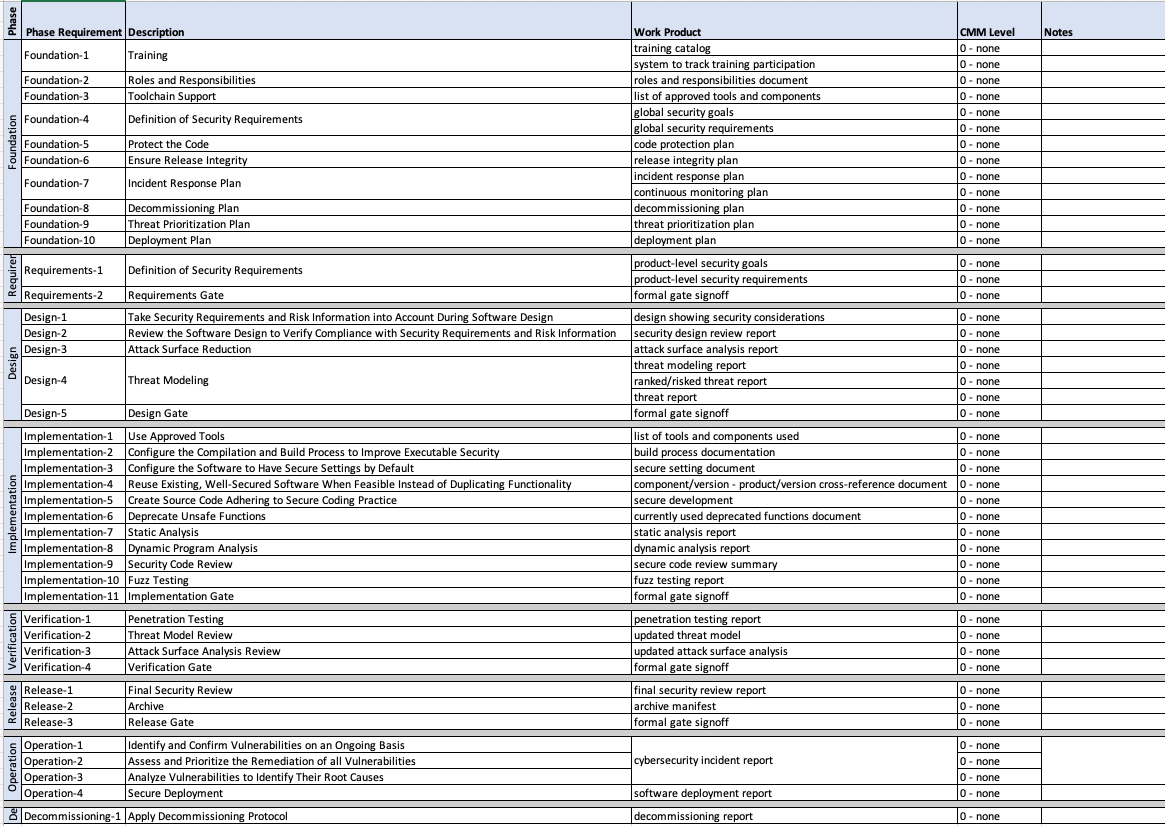 Phase Phase Requirement Description Work Product CMM Level Notes
Foundation
Foundation-1 Training training catalog 0 - none
system to track training participation 0 - none
Foundation-2 Roles and Responsibilities roles and responsibilities document 0 - none
Foundation-3 Toolchain Support list of approved tools and components 0 - none
Foundation-4 Definition of Security Requirements global security goals 0 - none
global security requirements 0 - none
Foundation-5 Protect the Code code protection plan 0 - none
Foundation-6 Ensure Release Integrity release integrity plan 0 - none
Foundation-7 Incident Response Plan incident response plan 0 - none
continuous monitoring plan 0 - none
Foundation-8 Decommissioning Plan decommissioning plan 0 - none
Foundation-9 Threat Prioritization Plan threat prioritization plan 0 - none
Foundation-10 Deployment Plan deployment plan 0 - none
Requirer
Requirements-1 Definition of Security Requirements product-level security goals 0 - none
product-level security requirements 0 - none
Requirements-2 Requirements Gate formal gate signoff 0 - none
Design
Design-1 Take Security Requirements and Risk Information into Account During Software Design design showing security considerations 0 - none
Design-2 Review the Software Design to Verify Compliance with Security Requirements and Risk Information security design review report 0 - none
Design-3 Attack Surface Reduction attack surface analysis report 0 - none
Design-4 Threat Modeling threat modeling report 0 - none
ranked/risked threat report 0 - none
threat report 0 - none
Design-5 Design Gate formal gate signoff 0 - none
Implementation
Implementation-1 Use Approved Tools list of tools and components used 0 - none
Implementation-2 Configure the Compilation and Build Process to Improve Executable Security build process documentation 0 - none
Implementation-3 Configure the Software to Have Secure Settings by Default secure setting document 0 - none
Implementation-4 Reuse Existing, Well-Secured Software When Feasible Instead of Duplicating Functionality component/version - product/version cross-reference document 0 - none
Implementation-5 Create Source Code Adhering to Secure Coding Practice secure development 0 - none
Implementation-6 Deprecate Unsafe Functions currently used deprecated functions document 0 - none
Implementation-7 Static Analysis static analysis report 0 - none
Implementation-8 Dynamic Program Analysis dynamic analysis report 0 - none
Implementation-9 Security Code Review secure code review summary 0 - none
Implementation-10 Fuzz Testing fuzz testing report 0 - none
Implementation-11 Implementation Gate formal gate signoff 0 - none
Verification
Verification-1 Penetration Testing penetration testing report 0 - none
Verification-2 Threat Model Review updated threat model 0 - none
Verification-3 Attack Surface Analysis Review updated attack surface analysis 0 - none
Verification-4 Verification Gate formal gate signoff 0 - none
Release
Release-1 Final Security Review final security review report 0 - none
Release-2 Archive archive manifest 0 - none
Release-3 Release Gate formal gate signoff 0 - none
Operation
Operation-1 Identify and Confirm Vulnerabilities on an Ongoing Basis 0 - none
Operation-2 Assess and Prioritize the Remediation of all Vulnerabilities cybersecurity incident report 0 - none
Operation-3 Analyze Vulnerabilities to Identify Their Root Causes 0 - none
Operation-4 Secure Deployment software deployment report 0 - none
De
Decommissioning-1 Apply Decommissioning Protocol decommissioning report 0 - none